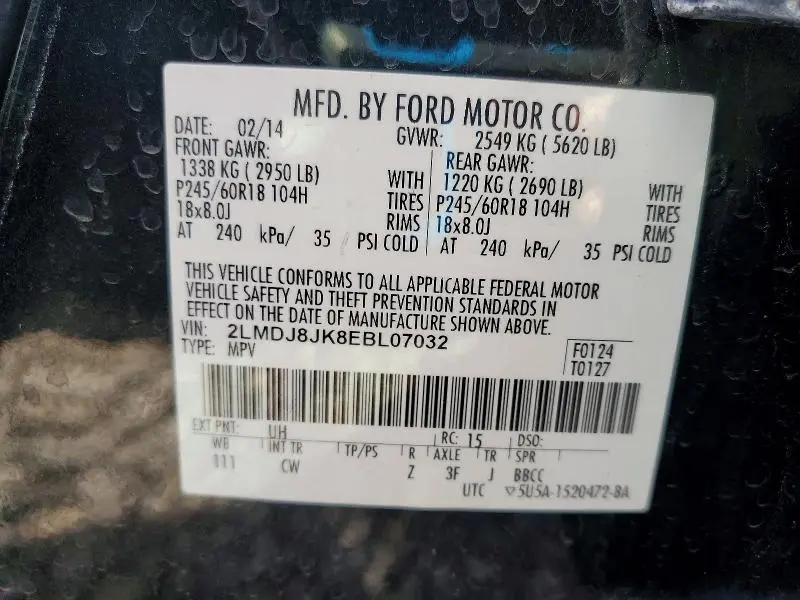 MFD. BY FORD MOTOR CO.
DATE: 02/14 GVWR: 2549 KG ( 5620 LB)
FRONT GAWR: REAR GAWR:
1338 KG ( 2950 LB) WITH 1220 KG ( 2690 LB) WITH
P245/60R18 104H TIRES P245/60R18 104H TIRES
18x8.0J RIMS 18x8.0J RIMS
AT 240 kPa/ 35 PSI COLD AT 240 kPa/ 35 PSI COLD
THIS VEHICLE CONFORMS TO ALL APPLICABLE FEDERAL MOTOR
VEHICLE SAFETY AND THEFT PREVENTION STANDARDS IN
EFFECT ON THE DATE OF MANUFACTURE SHOWN ABOVE.
VIN: 2LMDJ8JK8EBL07032
TYPE: MPV
F0124
T0127
EXT PNT: UH RC: 15 DSO:
WB INT TR TP/PS R AXLE TR SPR
111 CW Z 3F J BBCC
UTC ▽5U5A-1520472-BA